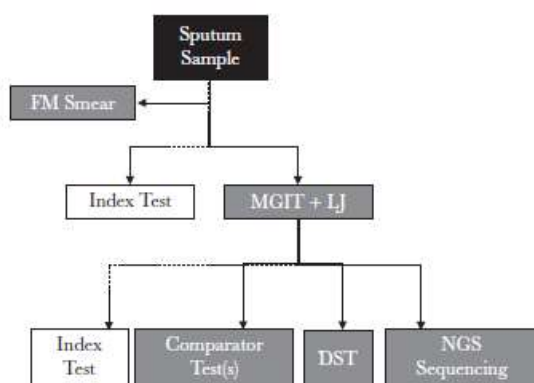 Sputum
Sample
FM Smear
Index Test
MGIT + LJ
Index
Test
Comparator
Test(s)
DST
NGS
Sequencing